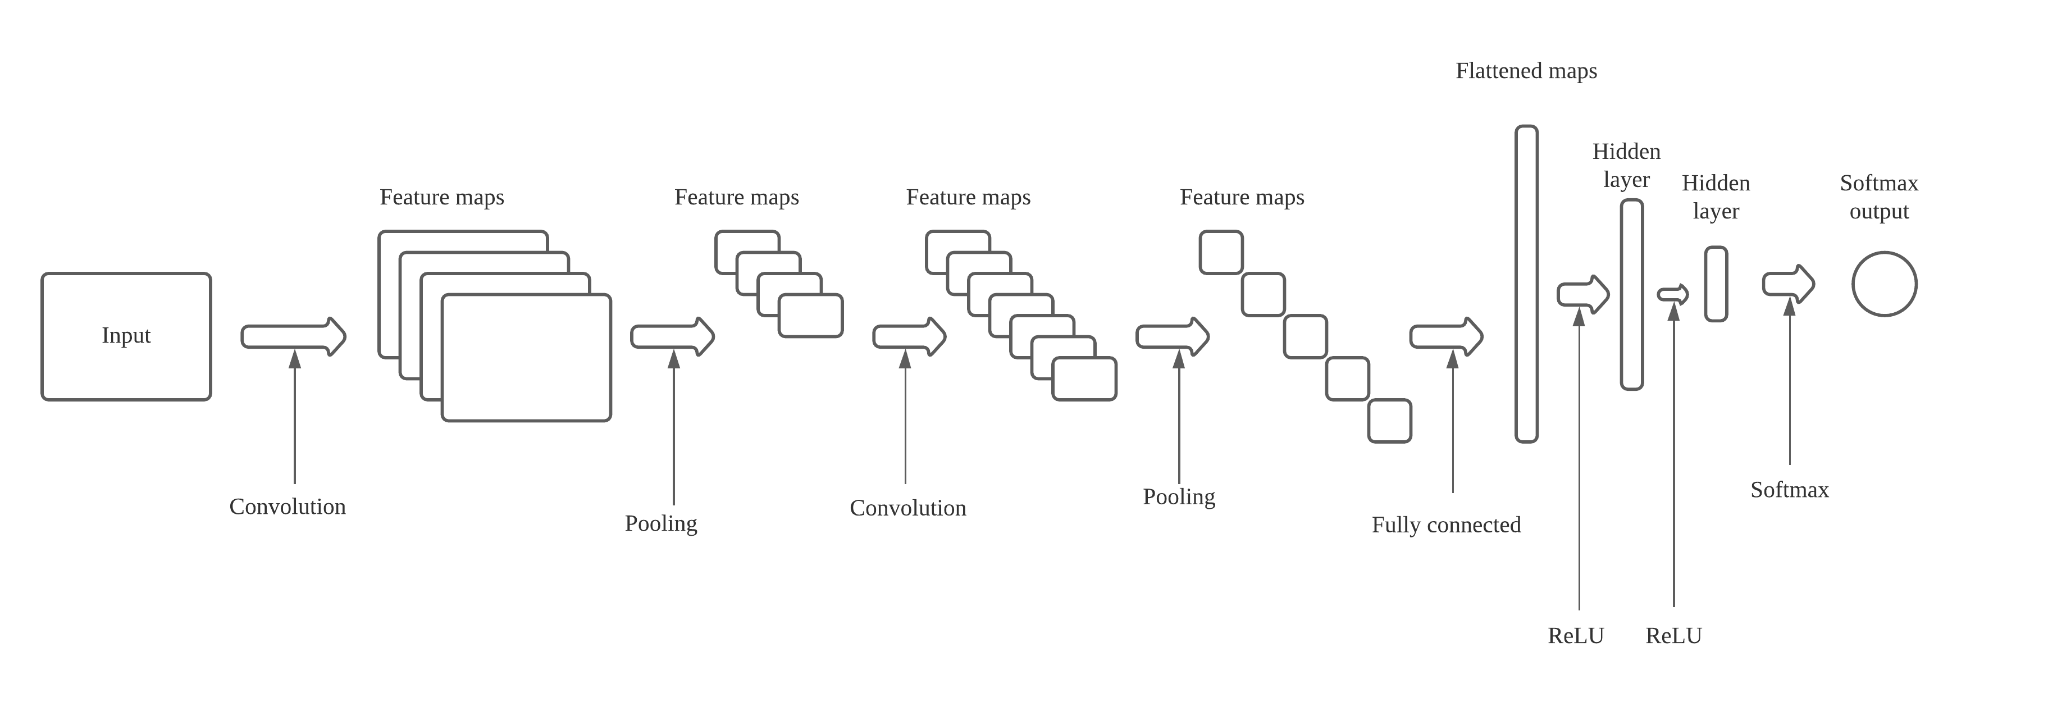 Flattened maps
Hidden
layer
Hidden
layer
Softmax
output
Feature maps
Feature maps
Feature maps
Feature maps
Input
Convolution
Pooling
Convolution
Pooling
Fully connected
Softmax
ReLU
ReLU